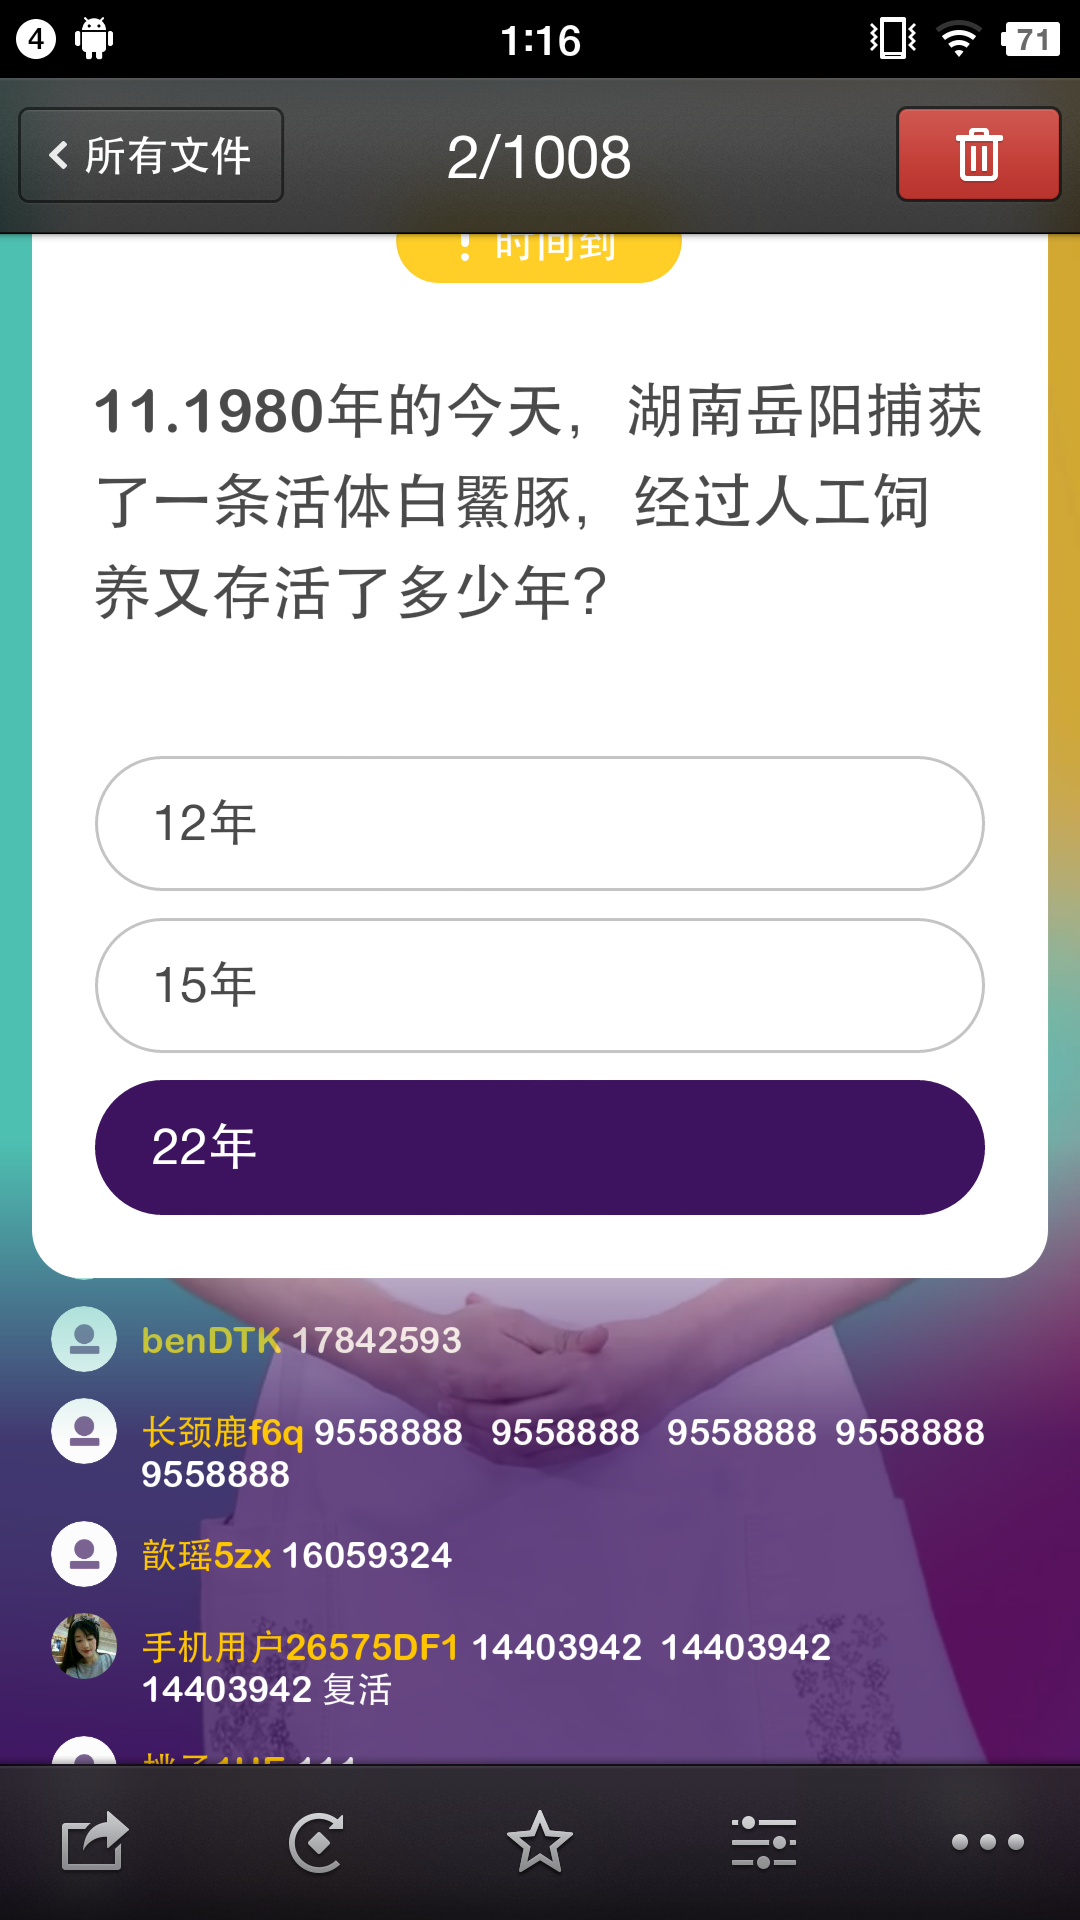 4 1:16 71
所有文件 2/1008
! 时间到
11.1980年的今天，湖南岳阳捕获
了一条活体白鱀豚，经过人工饲
养又存活了多少年?
12年
15年
22年
benDTK 17842593
长颈鹿f6q 9558888 9558888 9558888 9558888
9558888
歆瑶5zx 16059324
手机用户26575DF1 14403942 14403942
14403942 复活